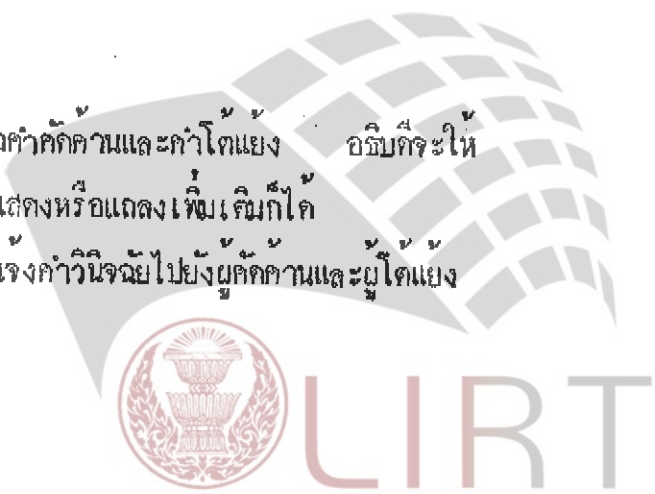 คำคัดค้านและคำโต้แย้ง อธิบดีจะให้
แสดงหรือแถลงเพิ่มเติมก็ได้
แจ้งคำวินิจฉัยไปยังผู้คัดค้านและผู้โต้แย้ง
LIRT